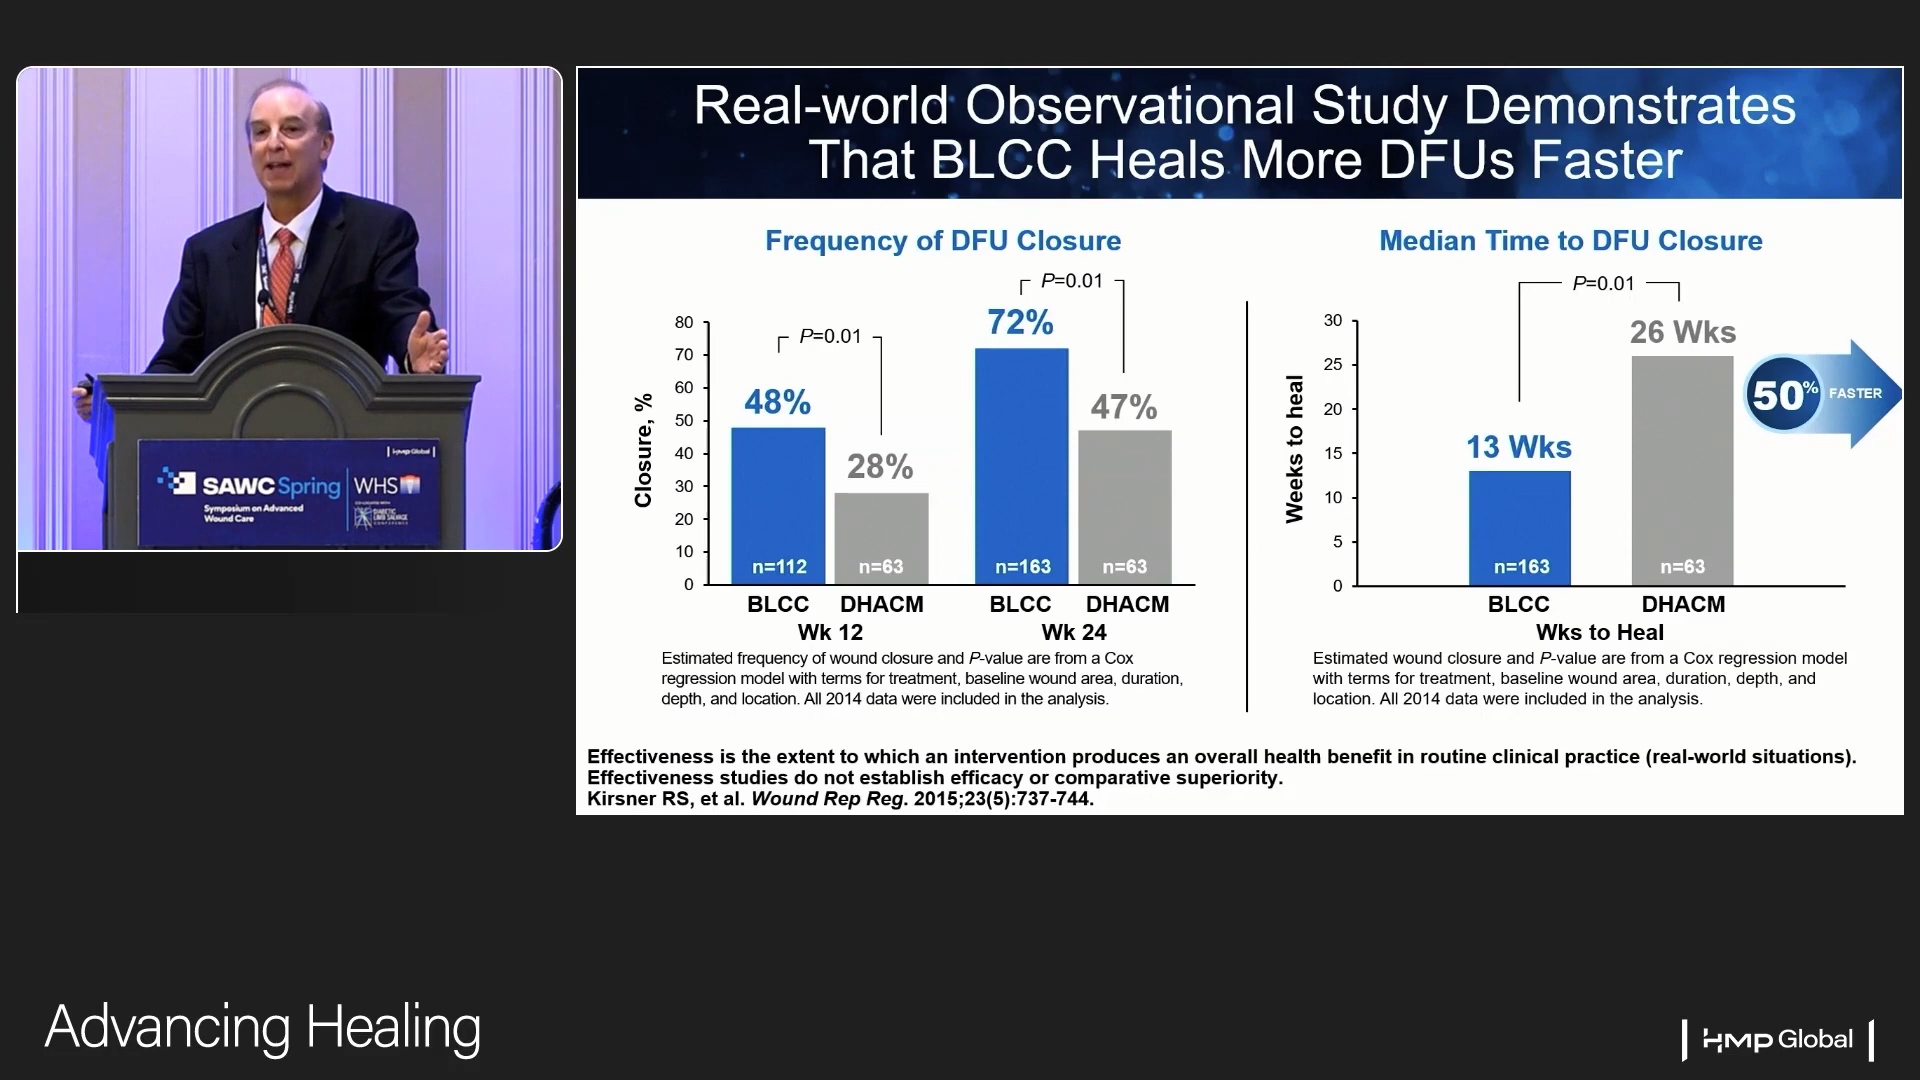 Real-world Observational Study Demonstrates
That BLCC Heals More DFUs Faster
Frequency of DFU Closure
P=0.01
P=0.01
Closure, %
80
70
60
50
40
30
20
10
0
48%
28%
72%
47%
n=112
n=63
n=163
n=63
BLCC
DHACM
BLCC
DHACM
Wk 12
Wk 24
Estimated frequency of wound closure and P-value are from a Cox
regression model with terms for treatment, baseline wound area, duration,
depth, and location. All 2014 data were included in the analysis.
Median Time to DFU Closure
P=0.01
Weeks to heal
30
25
20
15
10
5
0
13 Wks
26 Wks
n=163
n=63
BLCC
DHACM
Wks to Heal
50% FASTER
Estimated wound closure and P-value are from a Cox regression model
with terms for treatment, baseline wound area, duration, depth, and
location. All 2014 data were included in the analysis.
Effectiveness is the extent to which an intervention produces an overall health benefit in routine clinical practice (real-world situations).
Effectiveness studies do not establish efficacy or comparative superiority.
Kirsner RS, et al. Wound Rep Reg. 2015;23(5):737-744.
HMP Global
SAWC Spring
WHS
Symposium on Advanced
Wound Care
DIABETIC
LIMB SALVAGE
CONFERENCE
Advancing Healing
HMP Global